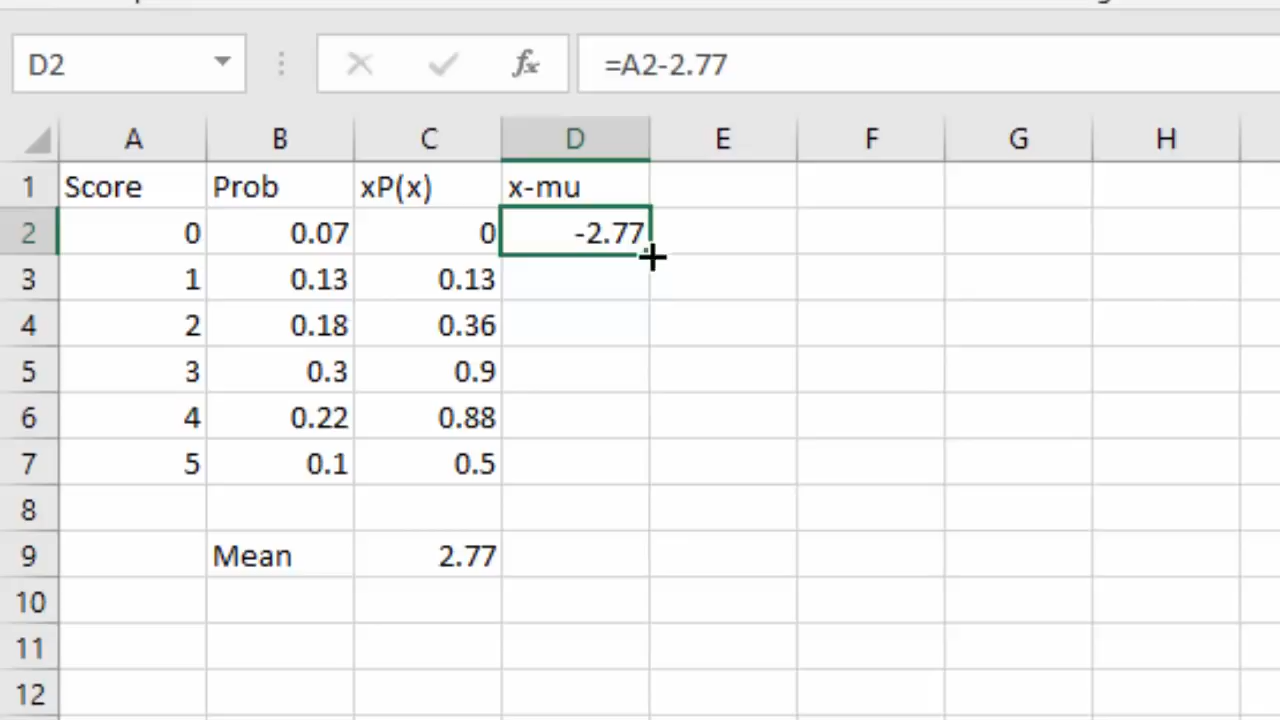 D2 fx =A2-2.77
A B C D E F G H
1 Score Prob xP(x) x-mu
2 0 0.07 0 -2.77
3 1 0.13 0.13
4 2 0.18 0.36
5 3 0.3 0.9
6 4 0.22 0.88
7 5 0.1 0.5
8
9 Mean 2.77
10
11
12